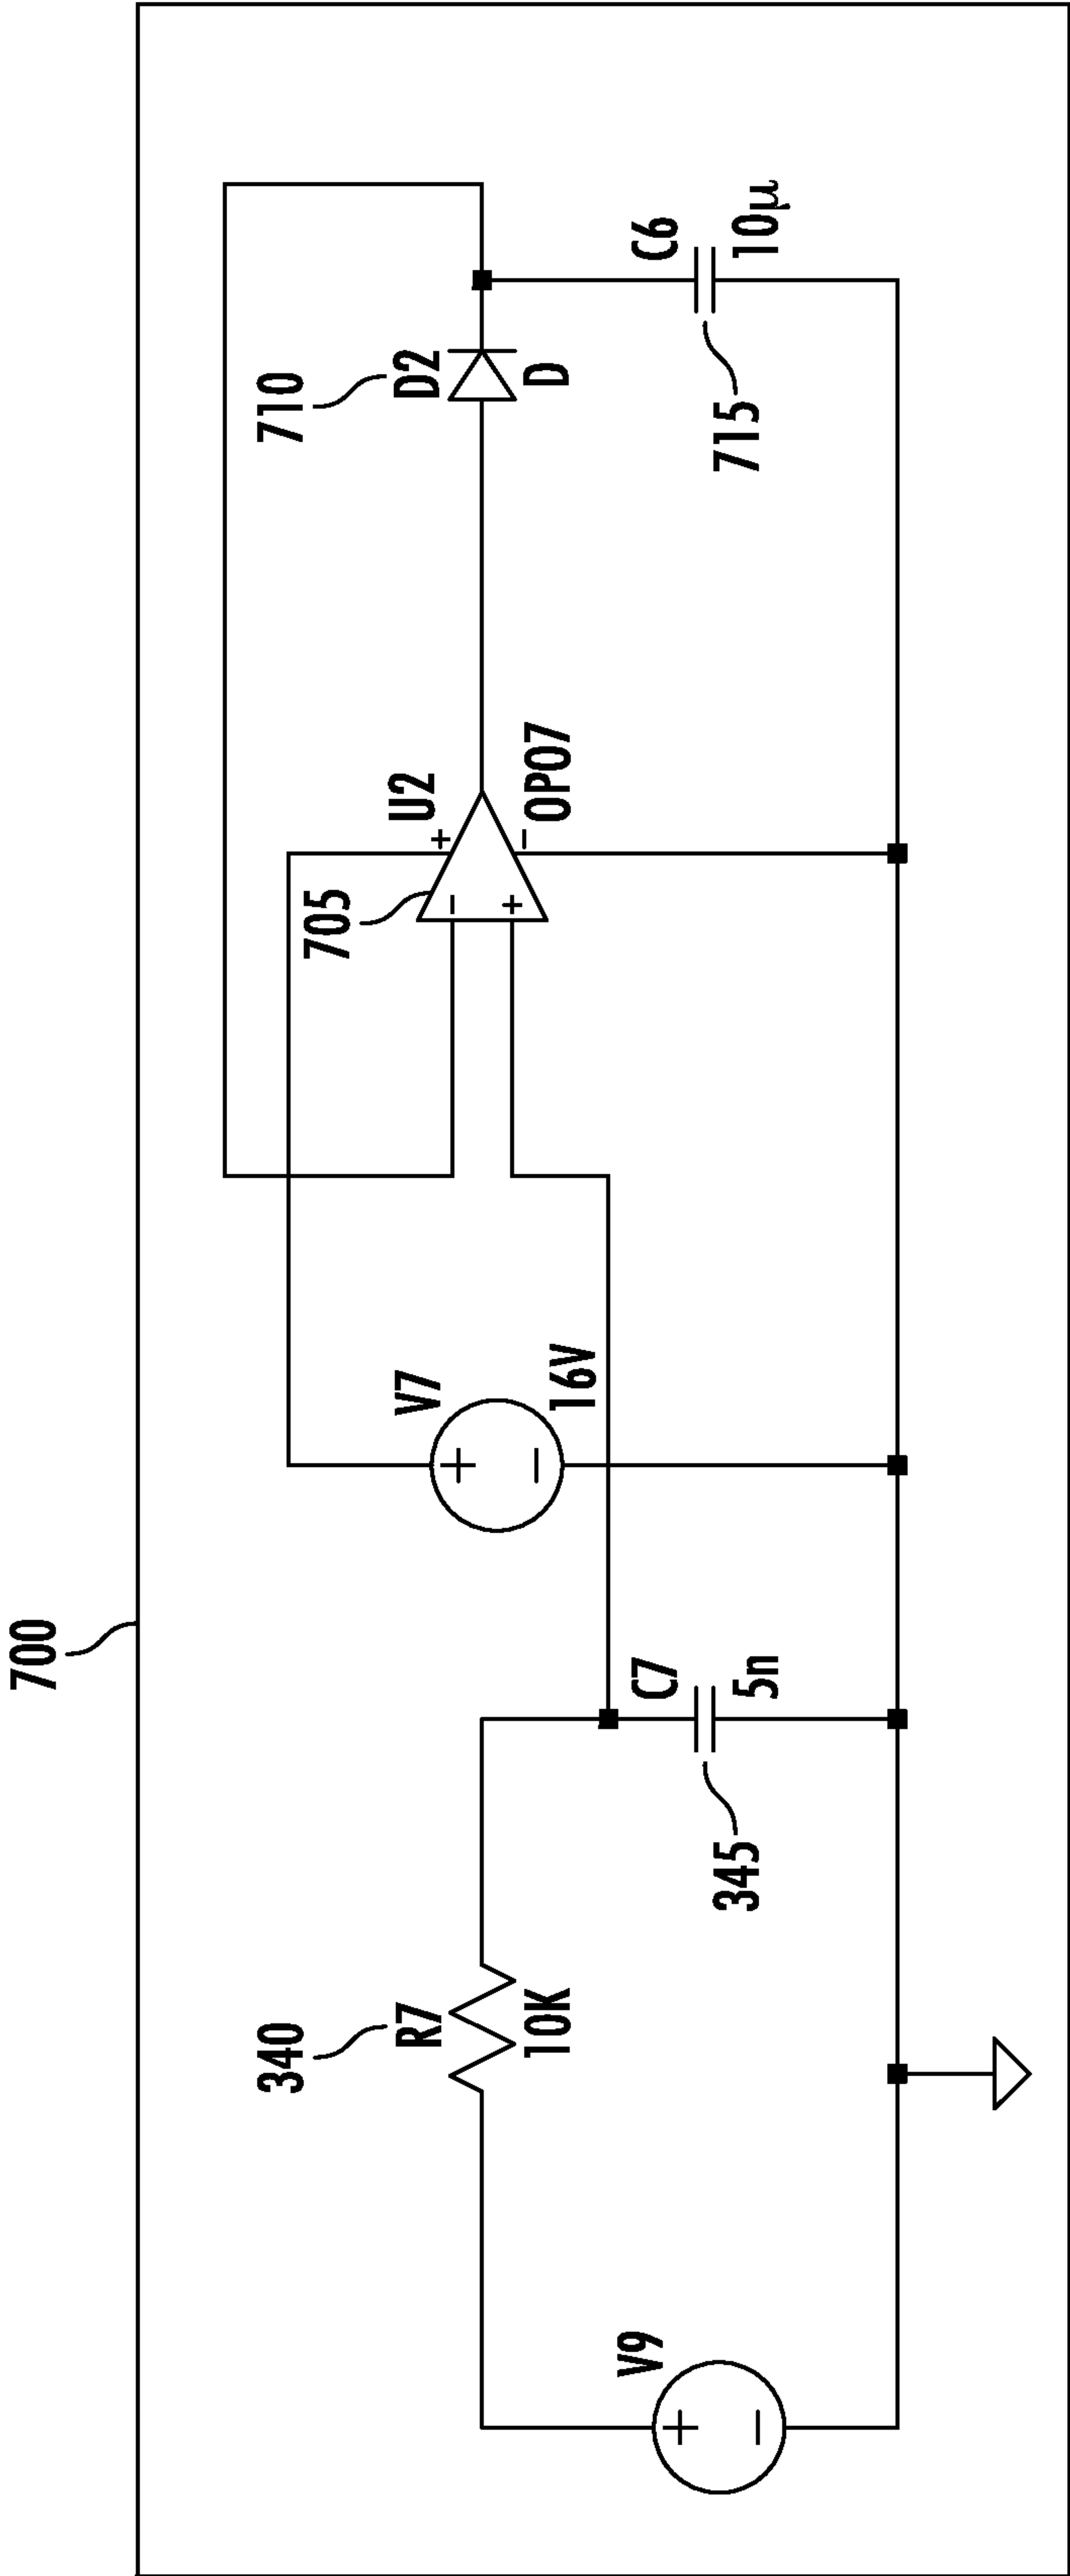 700
340
R7
10K
V9
C7
5n
345
V7
16V
705
U2
OP07
710
D2
D
C6
10µ
715
+
−
+
−
−
+
+
−